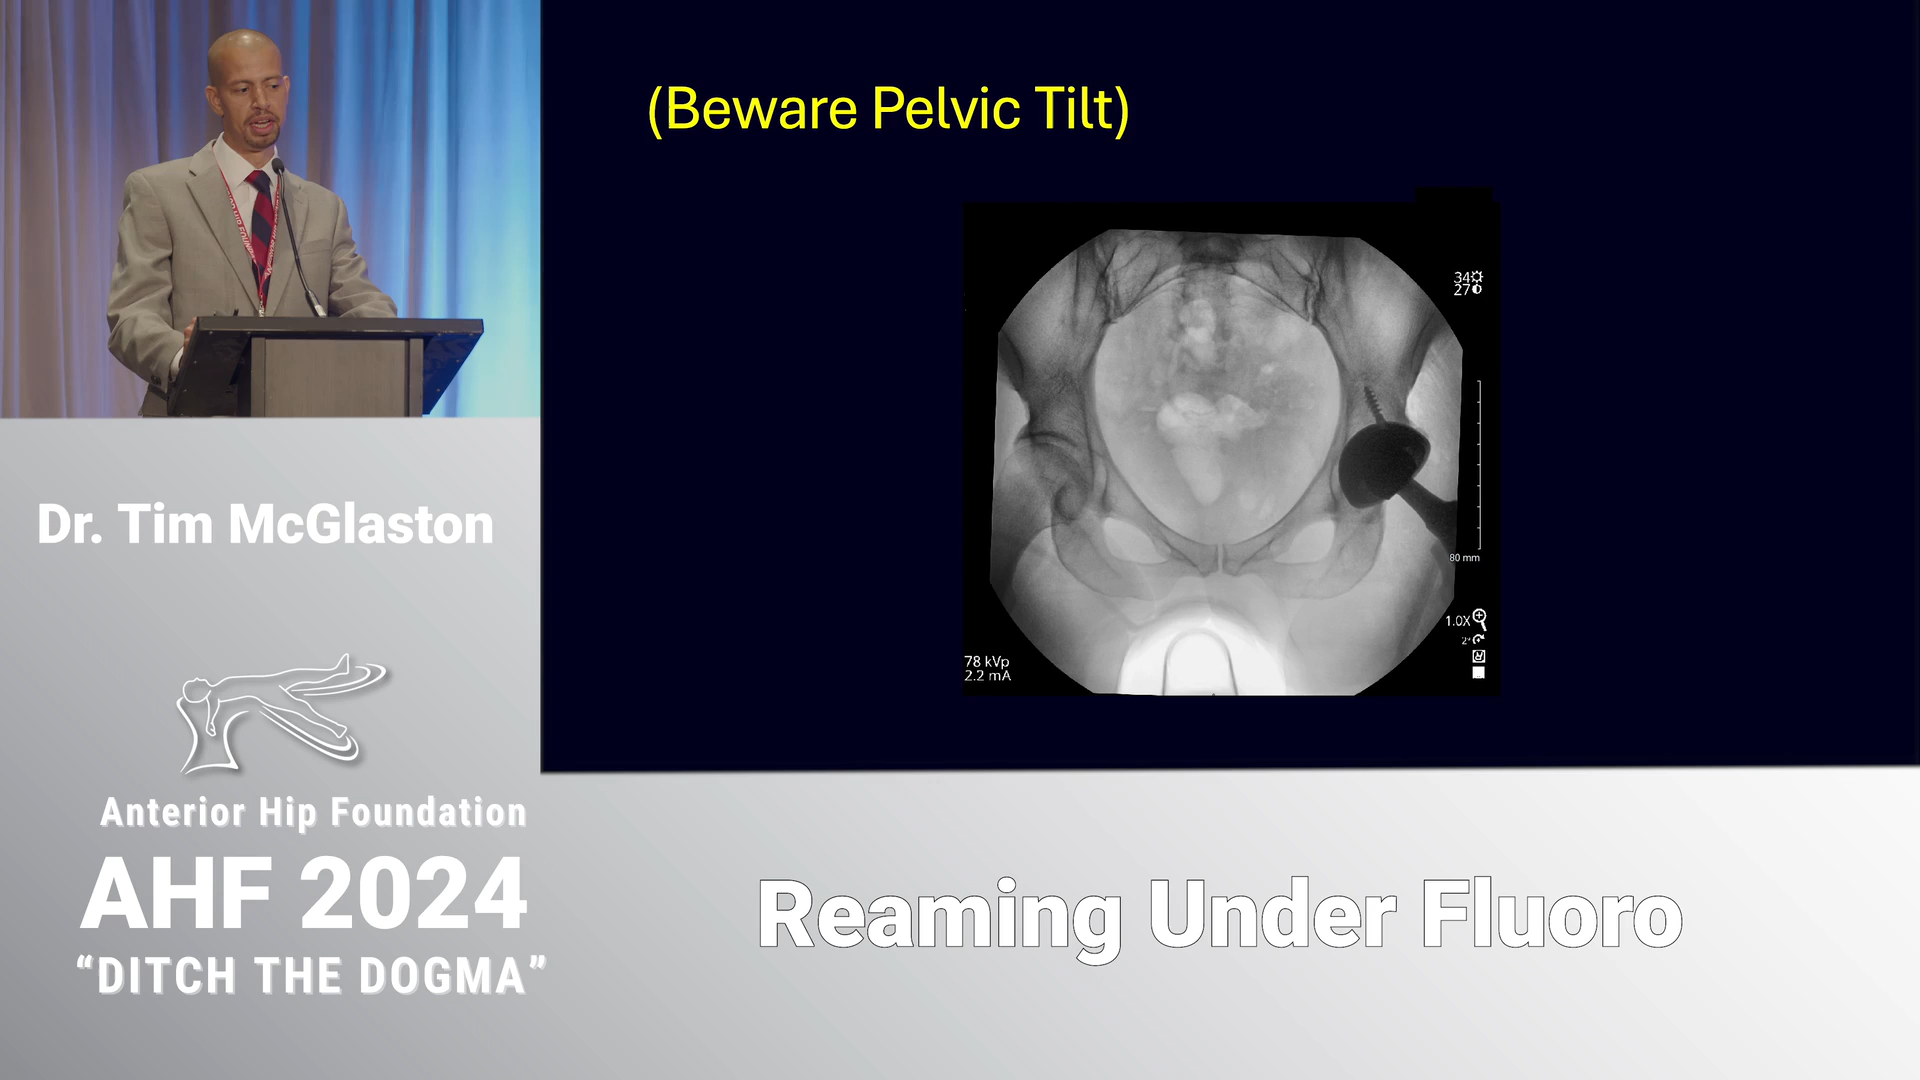 (Beware Pelvic Tilt)
34
27
80 mm
1.0X
2°
78 kVp
2.2 mA
Dr. Tim McGlaston
Anterior Hip Foundation
AHF 2024
“DITCH THE DOGMA”
Reaming Under Fluoro